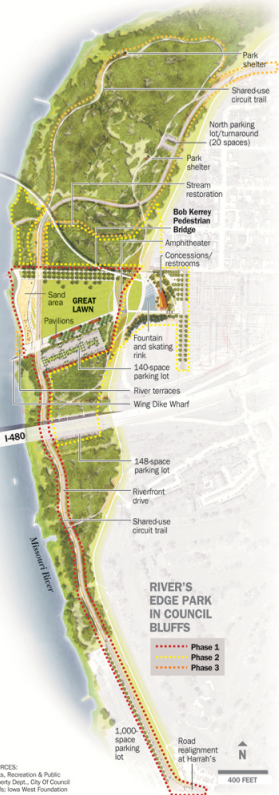 Park
shelter
Shared-use
circuit trail
North parking
lot/turnaround
(20 spaces)
Park
shelter
Stream
restoration
Bob Kerrey
Pedestrian
Bridge
Amphitheater
Concessions/
restrooms
Sand
area
GREAT
LAWN
Pavilions
Fountain
and skating
rink
140-space
parking lot
River terraces
Wing Dike Wharf
I-480
148-space
parking lot
Riverfront
drive
Shared-use
circuit trail
Missouri River
RIVER'S
EDGE PARK
IN COUNCIL
BLUFFS
Phase 1
Phase 2
Phase 3
1,000-
space
parking
lot
Road
realignment
at Harrah's
N
400 FEET
RCES:
s, Recreation & Public
erty Dept., City Of Council
fs; Iowa West Foundation